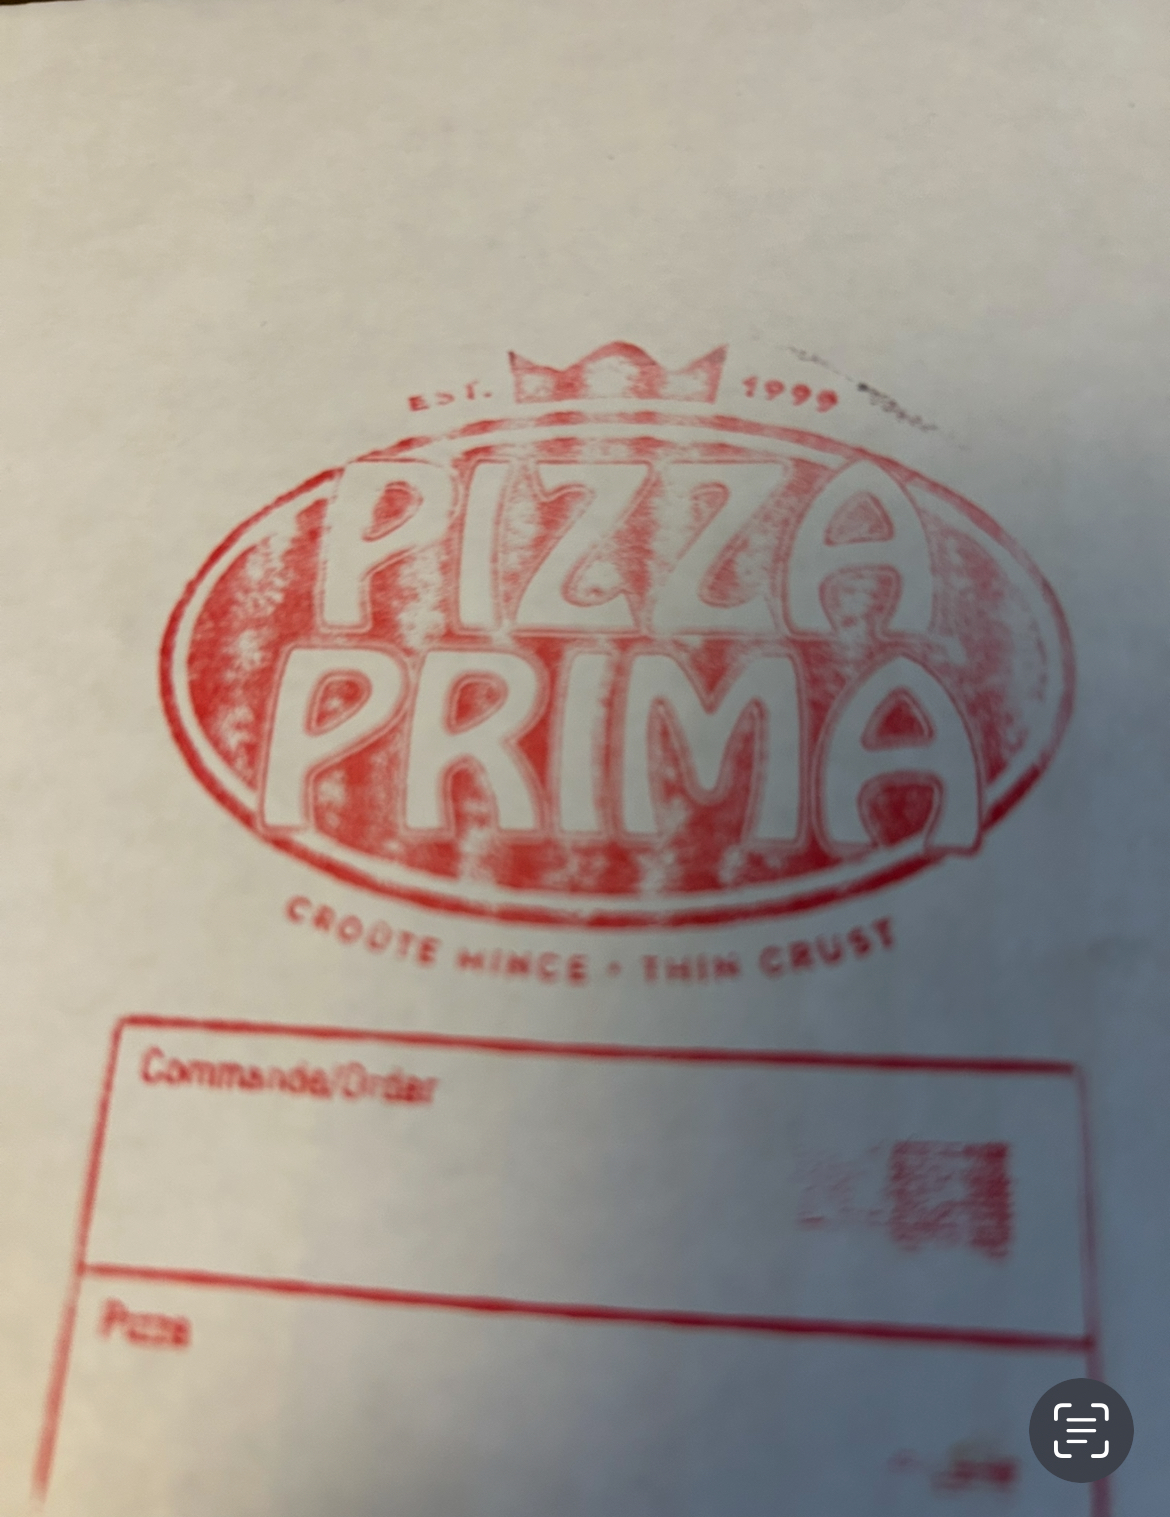 EST. 1999
PIZZA
PRIMA
CROÛTE MINCE • THIN CRUST
Commande/Order
Pizza